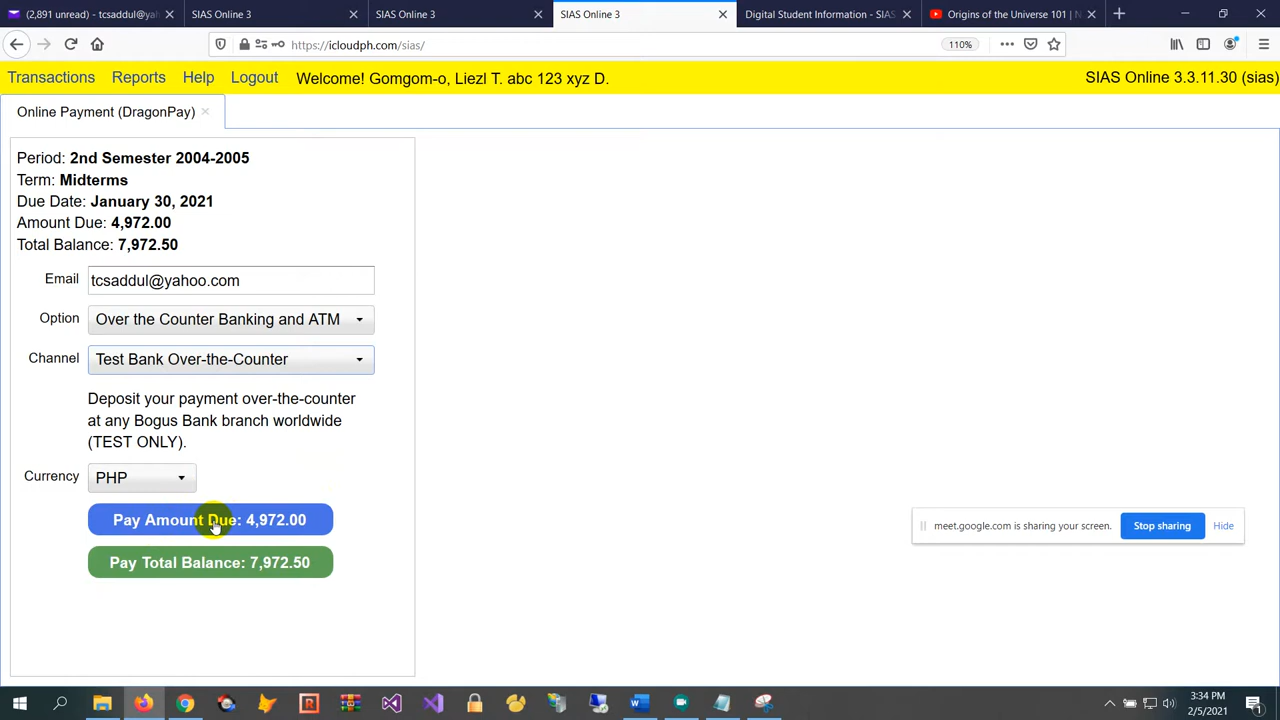 (2,891 unread) - tcsaddul@yah
SIAS Online 3
SIAS Online 3
SIAS Online 3
Digital Student Information - SIAS
Origins of the Universe 101 | N
https://icloudph.com/sias/
110%
Transactions Reports Help Logout Welcome! Gomgom-o, Liezl T. abc 123 xyz D. SIAS Online 3.3.11.30 (sias)
Online Payment (DragonPay)
Period: 2nd Semester 2004-2005
Term: Midterms
Due Date: January 30, 2021
Amount Due: 4,972.00
Total Balance: 7,972.50
Email tcsaddul@yahoo.com
Option Over the Counter Banking and ATM
Channel Test Bank Over-the-Counter
Deposit your payment over-the-counter
at any Bogus Bank branch worldwide
(TEST ONLY).
Currency PHP
Pay Amount Due: 4,972.00
meet.google.com is sharing your screen. Stop sharing Hide
Pay Total Balance: 7,972.50
3:34 PM
2/5/2021